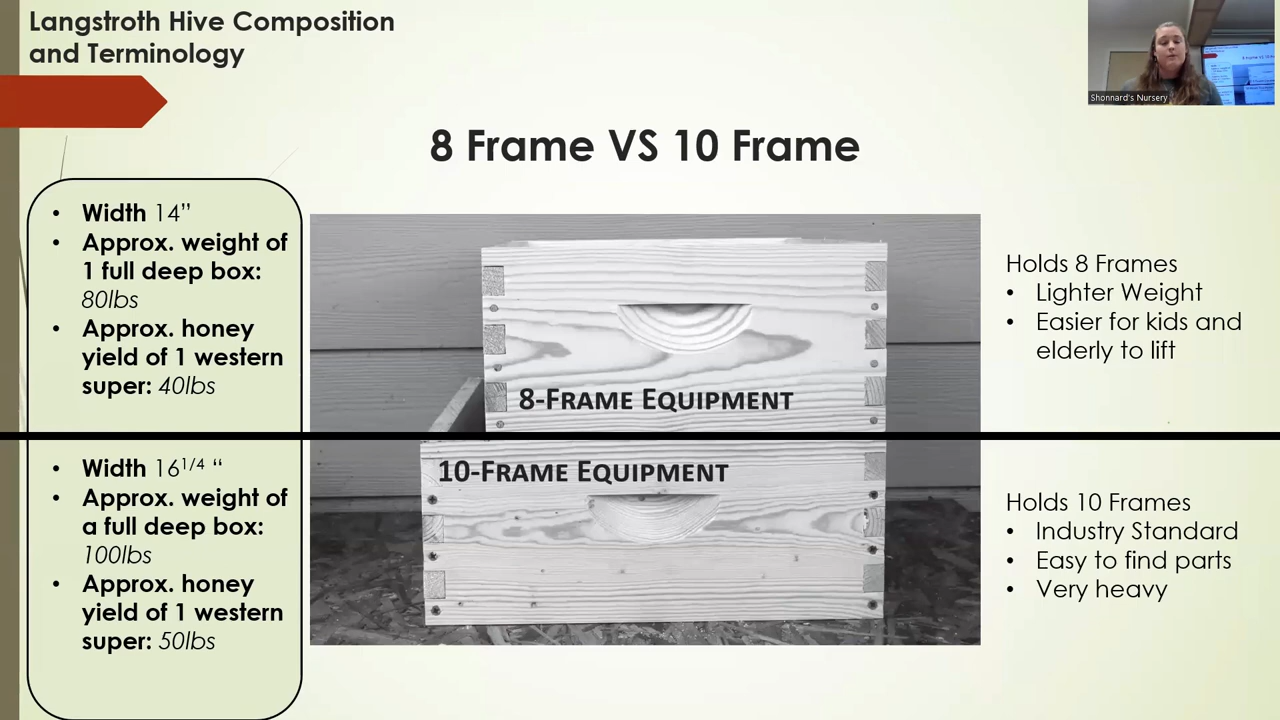 Langstroth Hive Composition
and Terminology
Shonnard's Nursery
8 Frame VS 10 Frame
• Width 14”
• Approx. weight of
1 full deep box:
80lbs
• Approx. honey
yield of 1 western
super: 40lbs
8-Frame Equipment
Holds 8 Frames
• Lighter Weight
• Easier for kids and
elderly to lift
• Width 16 1/4 “
• Approx. weight of
a full deep box:
100lbs
• Approx. honey
yield of 1 western
super: 50lbs
10-Frame Equipment
Holds 10 Frames
• Industry Standard
• Easy to find parts
• Very heavy